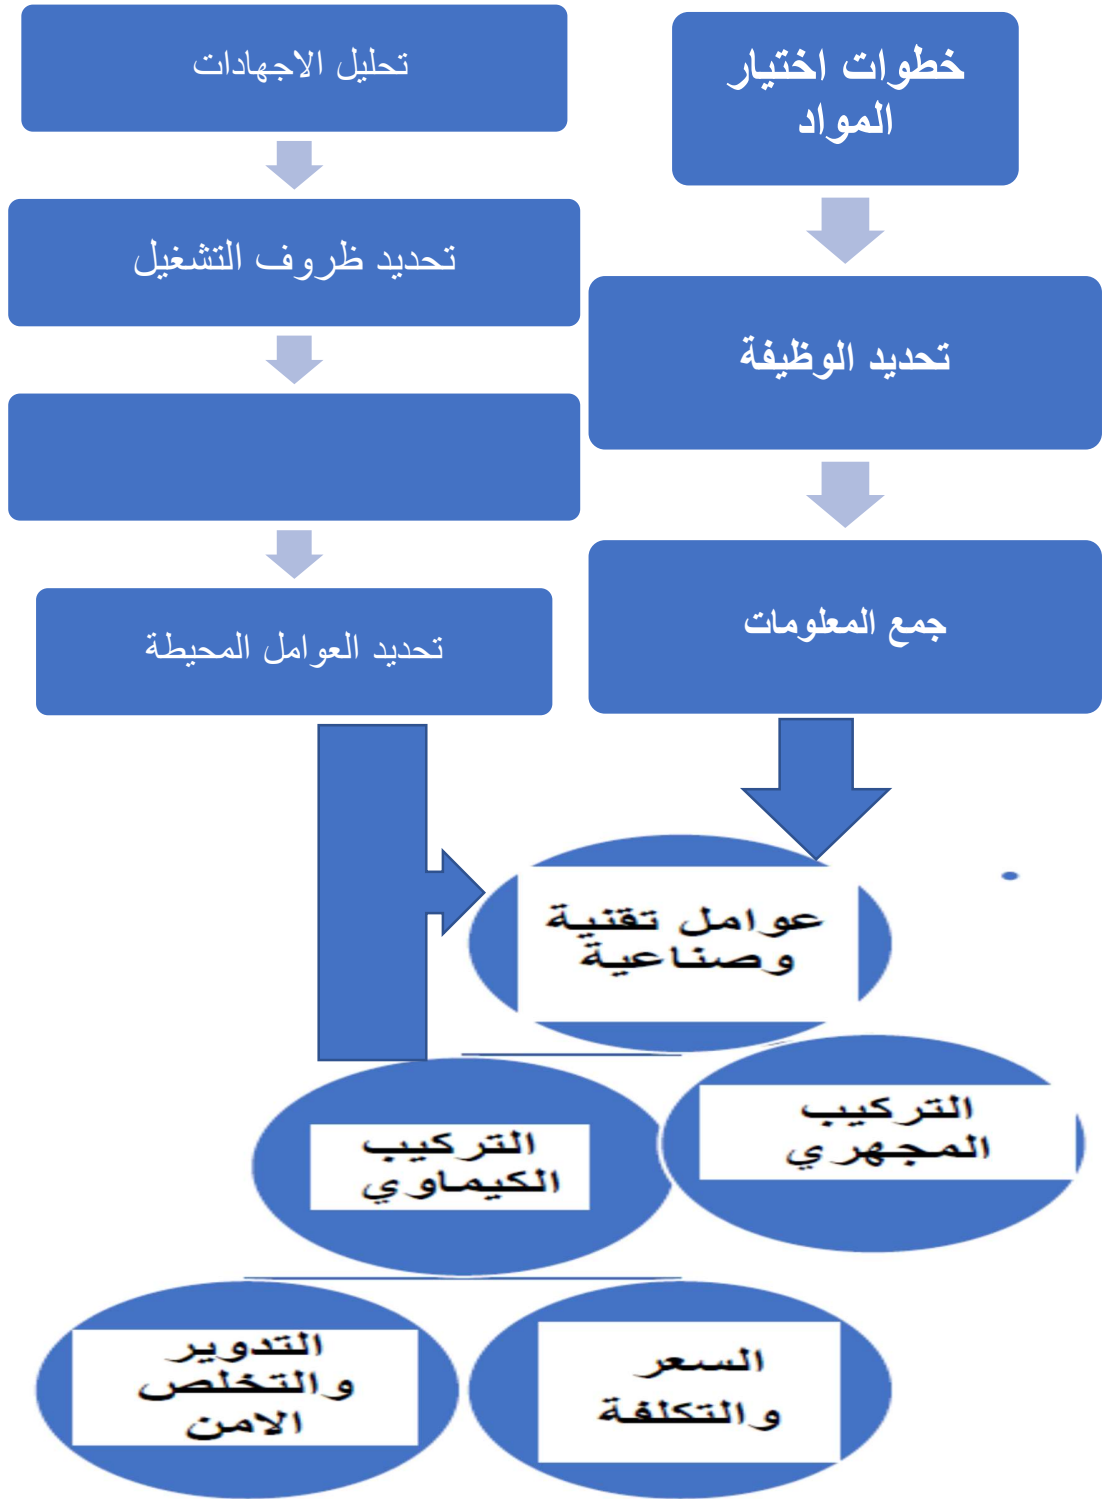 خطوات اختيار
المواد
تحديد الوظيفة
جمع المعلومات
تحليل الاجهادات
تحديد ظروف التشغيل
تحديد العوامل المحيطة
عوامل تقنية
وصناعية
التركيب
المجهري
التركيب
الكيماوي
السعر
والتكلفة
التدوير
والتخلص
الامن